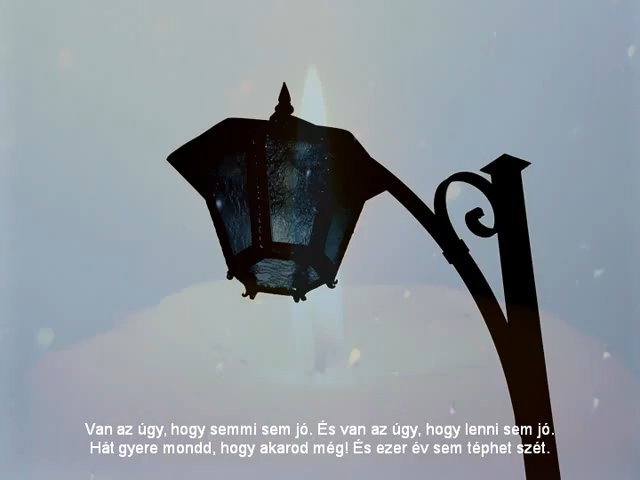 Van az úgy, hogy semmi sem jó. És van az úgy, hogy lenni sem jó.
Hát gyere mondd, hogy akarod még! És ezer év sem téphet szét.